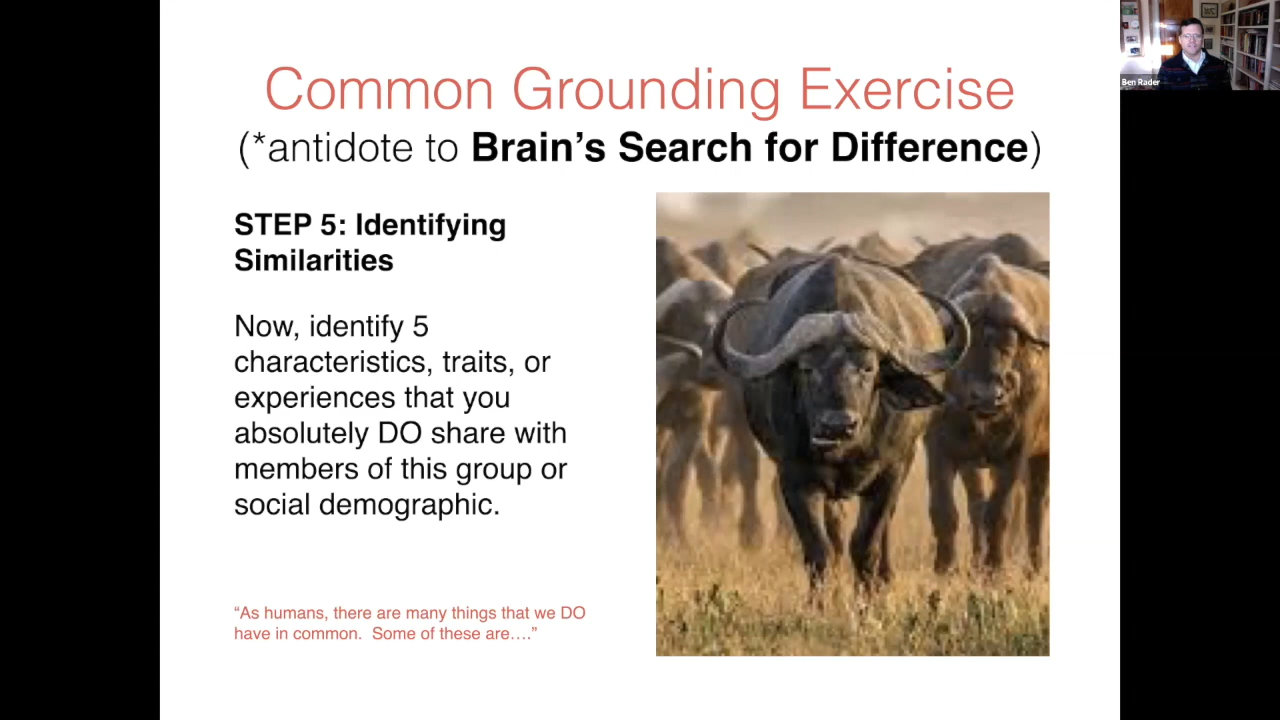 Common Grounding Exercise
(*antidote to Brain’s Search for Difference)
STEP 5: Identifying
Similarities
Now, identify 5
characteristics, traits, or
experiences that you
absolutely DO share with
members of this group or
social demographic.
“As humans, there are many things that we DO
have in common.  Some of these are….”
Ben Rader